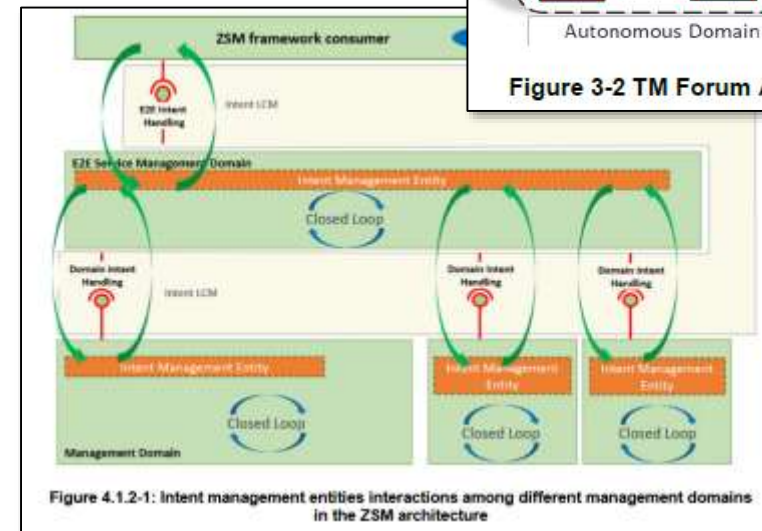 Autonomous Domain
Figure 3-2 TM Forum A
ZSM framework consumer
E2E Intent
Handling
Intent LCM
E2E Service Management Domain
Intent Management Entity
Closed Loop
Domain Intent
Handling
Intent LCM
Domain Intent
Handling
Domain Intent
Handling
Intent Management Entity
Closed Loop
Management Domain
Intent Management
Entity
Closed Loop
Intent Management
Entity
Closed Loop
Figure 4.1.2-1: Intent management entities interactions among different management domains
in the ZSM architecture